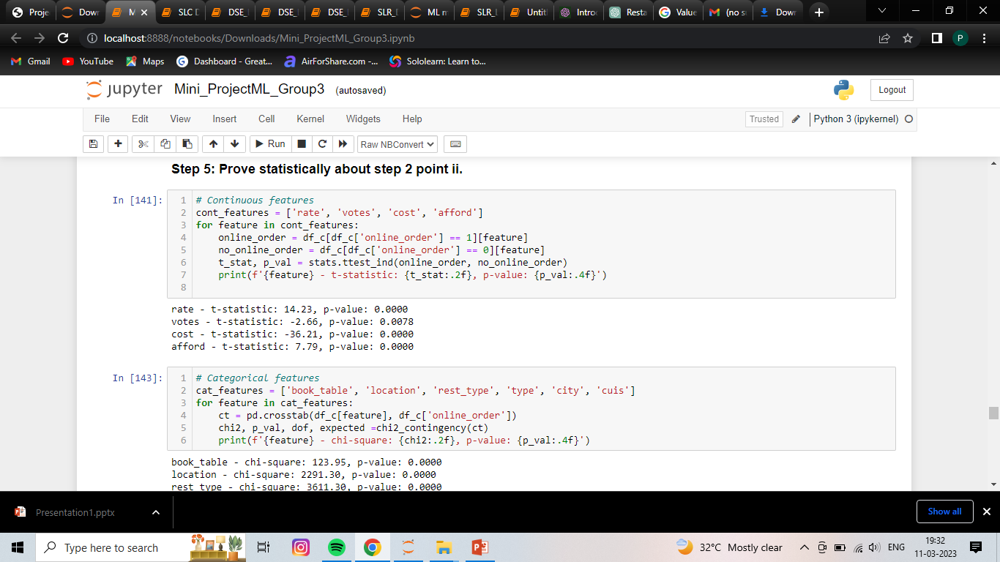 Proje
Down
M
SLC D
DSE_
DSE_
DSE_
SLR_D
ML m
SLR_D
Untit
Intro
Resta
Value
(no s
Down
localhost:8888/notebooks/Downloads/Mini_ProjectML_Group3.ipynb
P
Gmail
YouTube
Maps
Dashboard - Great...
AirForShare.com -...
Sololearn: Learn to...
jupyter Mini_ProjectML_Group3 (autosaved)
Logout
File Edit View Insert Cell Kernel Widgets Help
Trusted
Python 3 (ipykernel)
Run
Raw NBConvert
Step 5: Prove statistically about step 2 point ii.
In [141]:
1 # Continuous features
2 cont_features = ['rate', 'votes', 'cost', 'afford']
3 for feature in cont_features:
4     online_order = df_c[df_c['online_order'] == 1][feature]
5     no_online_order = df_c[df_c['online_order'] == 0][feature]
6     t_stat, p_val = stats.ttest_ind(online_order, no_online_order)
7     print(f'{feature} - t-statistic: {t_stat:.2f}, p-value: {p_val:.4f}')
8
rate - t-statistic: 14.23, p-value: 0.0000
votes - t-statistic: -2.66, p-value: 0.0078
cost - t-statistic: -36.21, p-value: 0.0000
afford - t-statistic: 7.79, p-value: 0.0000
In [143]:
1 # Categorical features
2 cat_features = ['book_table', 'location', 'rest_type', 'type', 'city', 'cuis']
3 for feature in cat_features:
4     ct = pd.crosstab(df_c[feature], df_c['online_order'])
5     chi2, p_val, dof, expected =chi2_contingency(ct)
6     print(f'{feature} - chi-square: {chi2:.2f}, p-value: {p_val:.4f}')
book_table - chi-square: 123.95, p-value: 0.0000
location - chi-square: 2291.30, p-value: 0.0000
rest_type - chi-square: 3611.30, p-value: 0.0000
Presentation1.pptx
Show all
Type here to search
32°C Mostly clear
ENG
19:32
11-03-2023